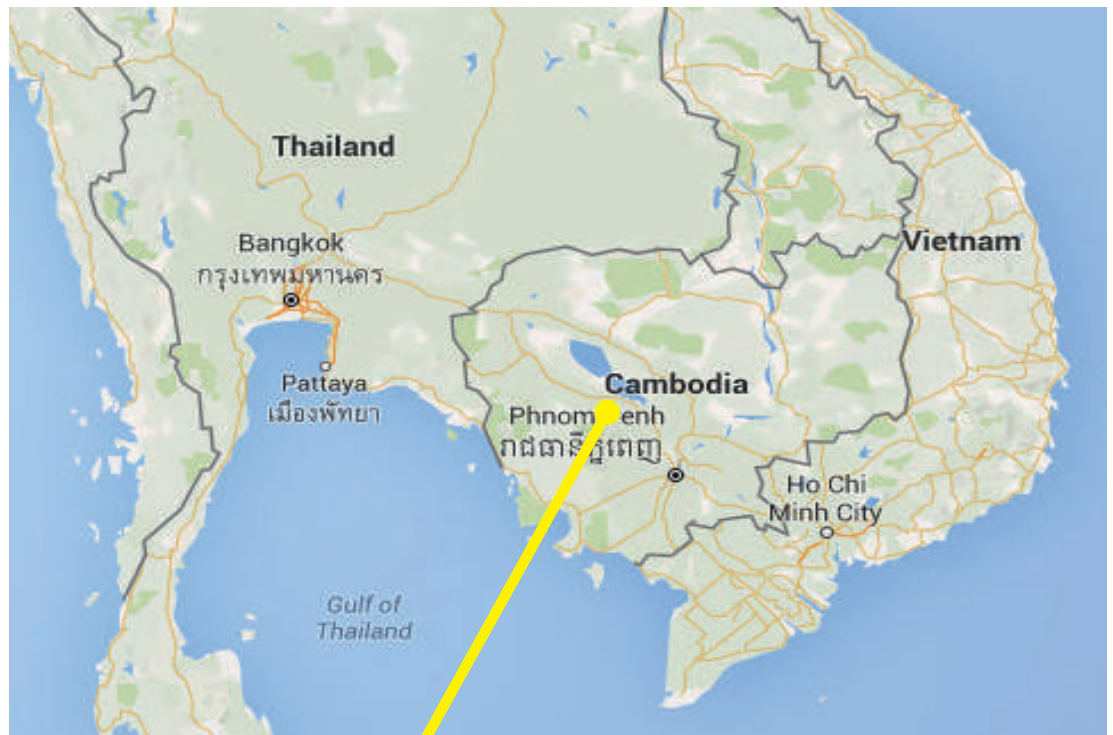 Thailand
Bangkok
กรุงเทพมหานคร
Vietnam
Pattaya
เมืองพัทยา
Cambodia
Phnom enh
រាជធានីភ្នំពេញ
Ho Chi
Minh City
Gulf of
Thailand